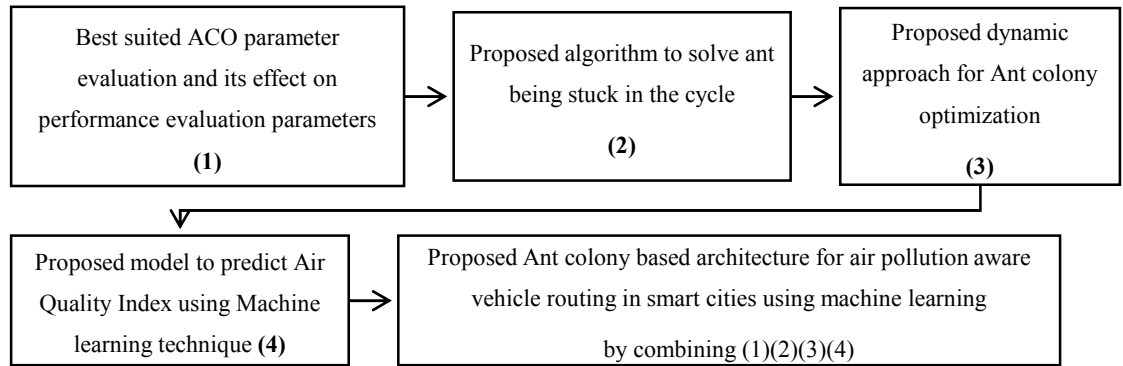 Best suited ACO parameter
evaluation and its effect on
performance evaluation parameters
(1)
Proposed algorithm to solve ant
being stuck in the cycle
(2)
Proposed dynamic
approach for Ant colony
optimization
(3)
Proposed model to predict Air
Quality Index using Machine
learning technique (4)
Proposed Ant colony based architecture for air pollution aware
vehicle routing in smart cities using machine learning
by combining (1)(2)(3)(4)